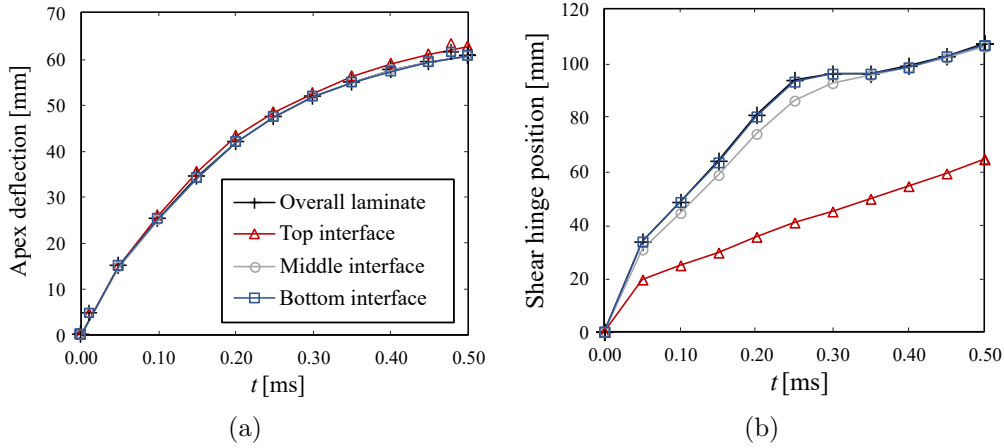 Apex deflection [mm]
70
60
50
40
30
20
10
0
0.00 0.10 0.20 0.30 0.40 0.50
t [ms]
Overall laminate
Top interface
Middle interface
Bottom interface
(a)
Shear hinge position [mm]
120
100
80
60
40
20
0
0.00 0.10 0.20 0.30 0.40 0.50
t [ms]
(b)